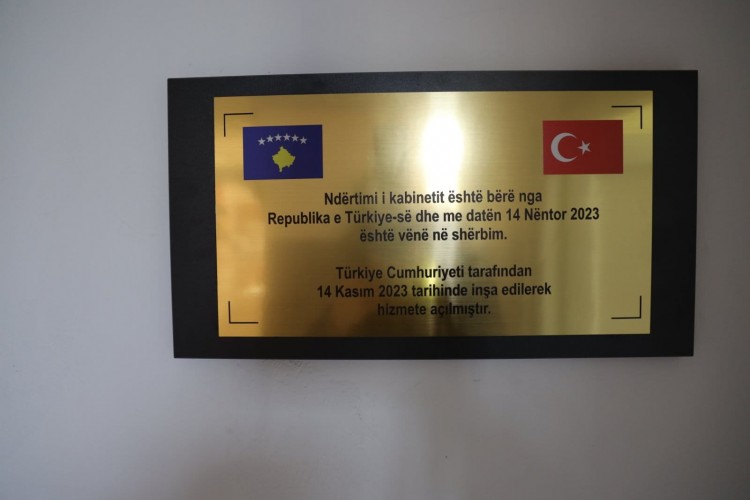 Ndërtimi i kabinetit është bërë nga
Republika e Türkiye-së dhe me datën 14 Nëntor 2023
është vënë në shërbim.
Türkiye Cumhuriyeti tarafından
14 Kasım 2023 tarihinde inşa edilerek
hizmete açılmıştır.